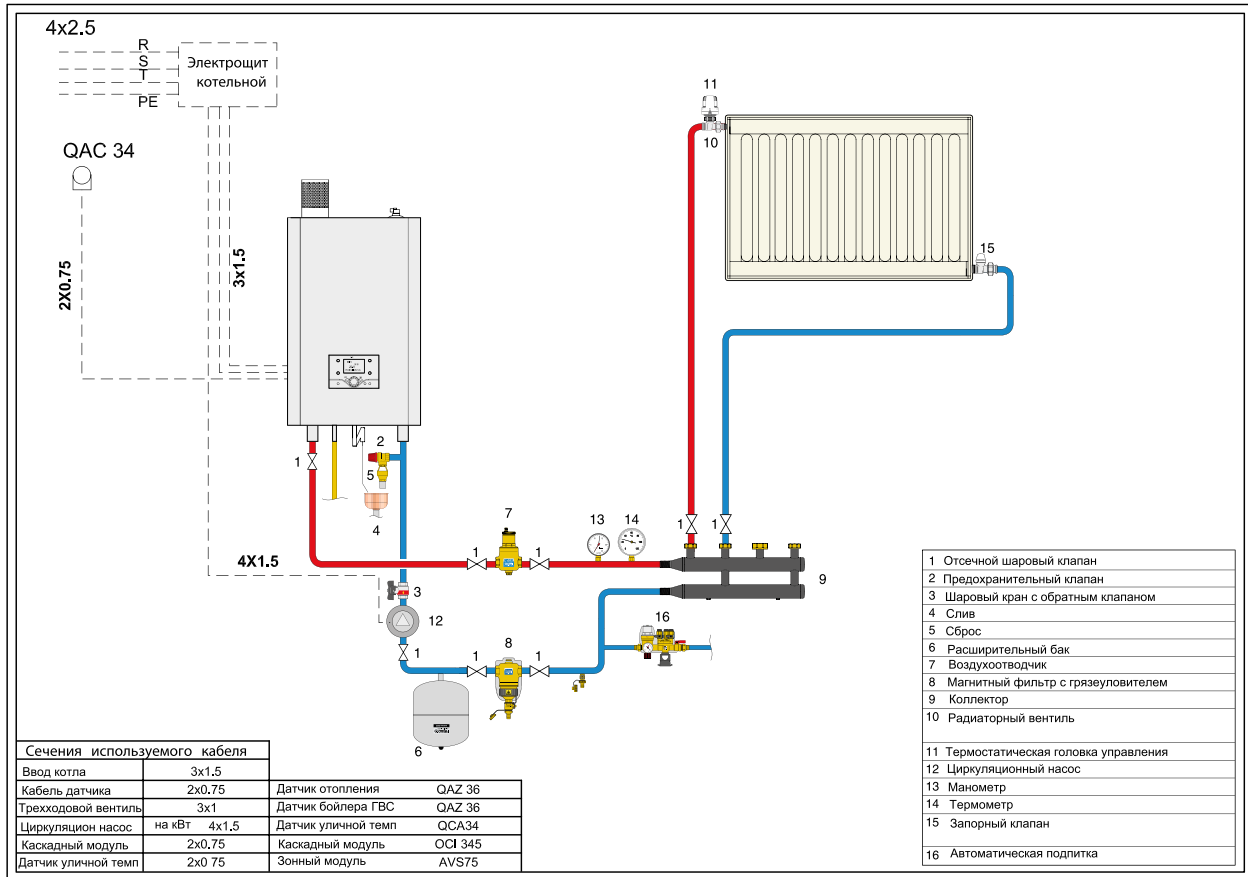 4x2.5
R
S
T
PE
Электрощит
котельной
QAC 34
2X0.75
3x1.5
11
10
15
1
2
5
4
7
13
14
1
1
4X1.5
1
1
9
3
12
16
8
1
1
1
6
1 Отсечной шаровый клапан
2 Предохранительный клапан
3 Шаровый кран с обратным клапаном
4 Слив
5 Сброс
6 Расширительный бак
7 Воздухоотводчик
8 Магнитный фильтр с грязеуловителем
9 Коллектор
10 Радиаторный вентиль
11 Термостатическая головка управления
12 Циркуляционный насос
13 Манометр
14 Термометр
15 Запорный клапан
16 Автоматическая подпитка
Сечения используемого кабеля
Ввод котла 3x1.5
Кабель датчика 2x0.75 Датчик отопления QAZ 36
Трехходовой вентиль 3x1 Датчик бойлера ГВС QAZ 36
Циркуляцион насос на кВт 4x1.5 Датчик уличной темп QCA34
Каскадный модуль 2x0.75 Каскадный модуль OCI 345
Датчик уличной темп 2x0 75 Зонный модуль AVS75